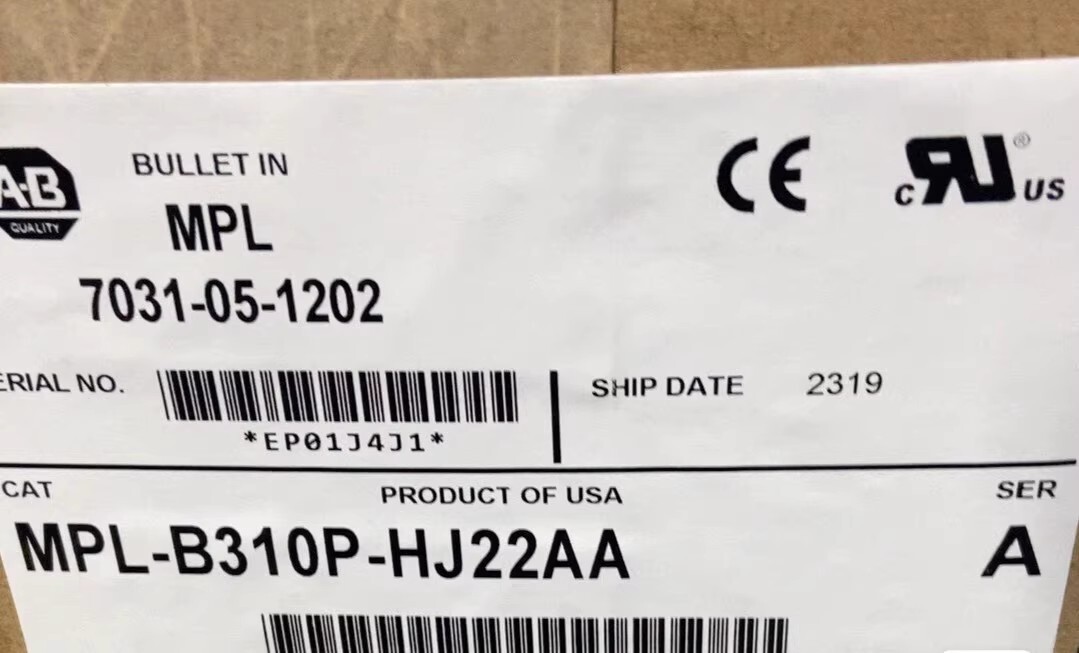 A-B
QUALITY
BULLET IN
MPL
7031-05-1202
CE
c RU ® US
ERIAL NO.
*EP01J4J1*
SHIP DATE 2319
CAT
PRODUCT OF USA
SER
MPL-B310P-HJ22AA
A